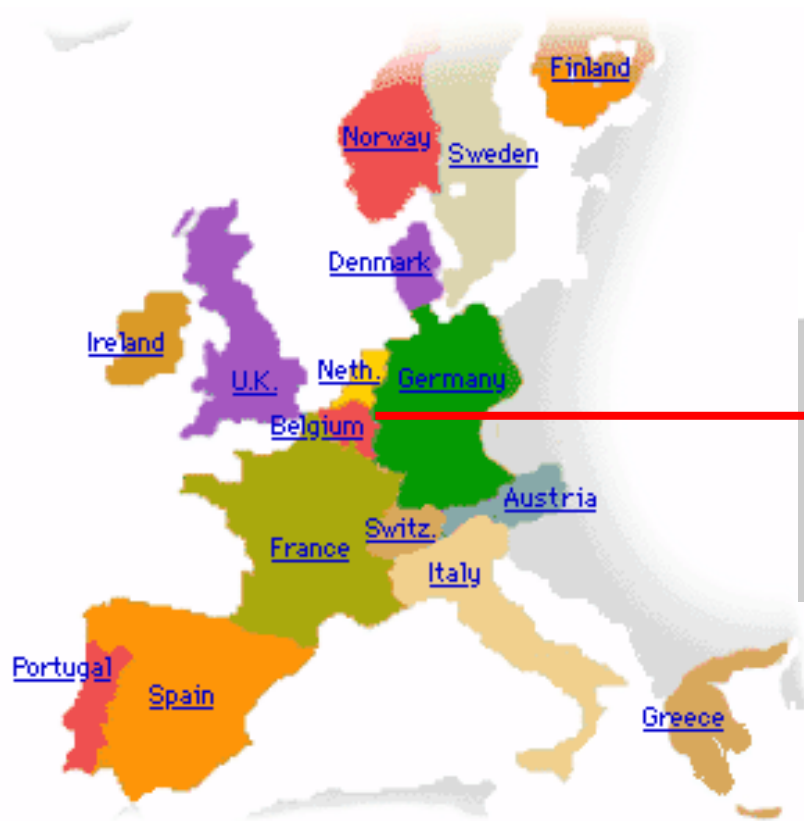 Finland
Norway
Sweden
Denmark
Ireland
Neth.
Germany
U.K.
Belgium
Austria
Switz.
France
Italy
Portugal
Spain
Greece